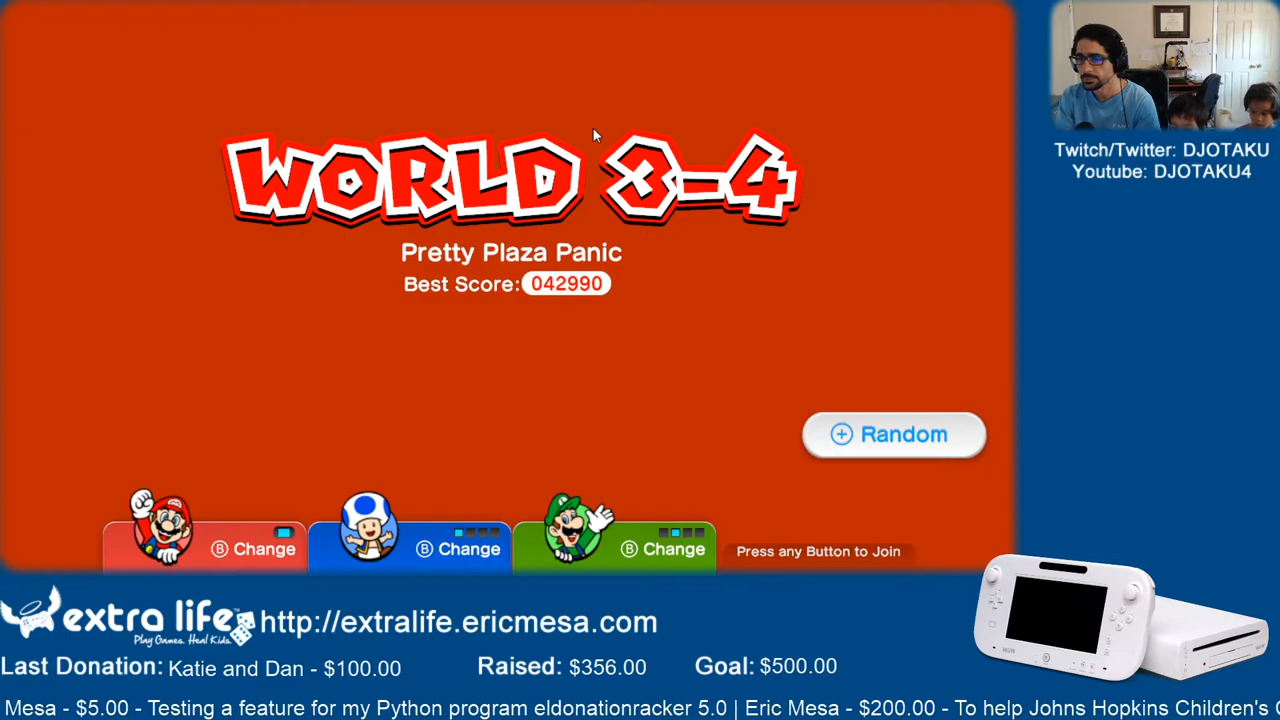 WORLD 3-4
Pretty Plaza Panic
Best Score: 042990
+ Random
B Change
B Change
B Change
Press any Button to Join
Twitch/Twitter: DJOTAKU
Youtube: DJOTAKU4
extra life
Play Games. Heal Kids.
http://extralife.ericmesa.com
Last Donation: Katie and Dan - $100.00
Raised: $356.00
Goal: $500.00
Mesa - $5.00 - Testing a feature for my Python program eldonationracker 5.0 | Eric Mesa - $200.00 - To help Johns Hopkins Children's